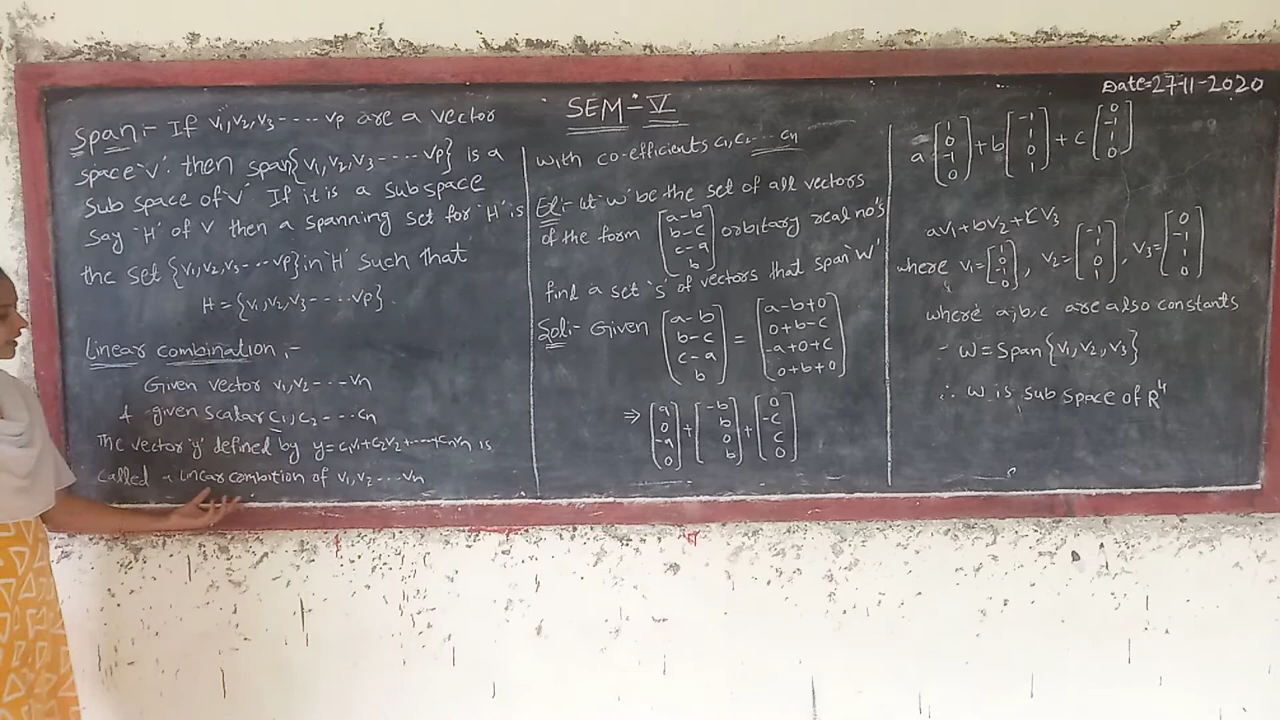 Date=27-11-2020
SEM-V
Span:- If v₁,v₂,v₃-----vp are a vector
space 'v'. then span{v₁,v₂,v₃----vp} is a
Sub space of 'v' If it is a Subspace
Say 'H' of V then a spanning set for 'H' is
the set {v₁,v₂,v₃----vp} in 'H' such that
H={v₁,v₂,v₃-----vp}.
Linear combination,-
Given vector v₁,v₂---vn
& given scalar c₁,c₂----cn
The vector 'y' defined by y=c₁v₁+c₂v₂+----+cnvn is
called a linear combition of v₁,v₂---vn
with co-efficients c₁,c₂---cn
Ex:- let 'w' be the set of all vectors
of the form [a-b b-c c-a b] orbitary real no's
find a set 's' of vectors that span 'W'
Sol:- Given [a-b b-c c-a b] = [a-b+0 0+b-c -a+0+c 0+b+0]
⇒ [a 0 -a 0] + [-b b 0 b] + [0 -c c 0]
a[1 0 -1 0] + b[-1 1 0 1] + c[0 -1 1 0]
av₁+bv₂+cv₃
where v₁=[1 0 -1 0], v₂=[-1 1 0 1], v₃=[0 -1 1 0]
where a,b,c are also constants
W=Span{v₁,v₂,v₃}
∴ W is sub Space of R⁴